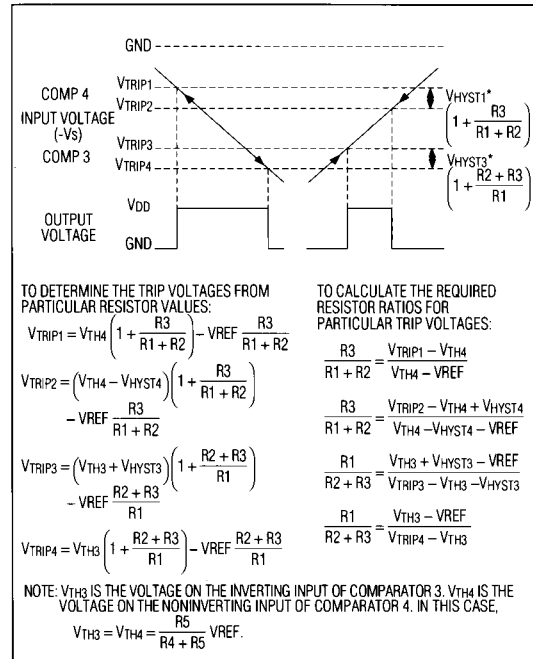 GND
VTRIP1
COMP 4
VTRIP2
INPUT VOLTAGE
(-Vs)
VTRIP3
COMP 3
VTRIP4
VHYST1*
(1 + R3/(R1 + R2))
VHYST3*
(1 + (R2 + R3)/R1)
VDD
OUTPUT
VOLTAGE
GND
TO DETERMINE THE TRIP VOLTAGES FROM
PARTICULAR RESISTOR VALUES:
VTRIP1 = VTH4 (1 + R3/(R1 + R2)) – VREF R3/(R1 + R2)
VTRIP2 = (VTH4 – VHYST4)(1 + R3/(R1 + R2))
– VREF R3/(R1 + R2)
VTRIP3 = (VTH3 + VHYST3)(1 + (R2 + R3)/R1)
– VREF (R2 + R3)/R1
VTRIP4 = VTH3 (1 + (R2 + R3)/R1) – VREF (R2 + R3)/R1
TO CALCULATE THE REQUIRED
RESISTOR RATIOS FOR
PARTICULAR TRIP VOLTAGES:
R3/(R1 + R2) = (VTRIP1 – VTH4)/(VTH4 – VREF)
R3/(R1 + R2) = (VTRIP2 – VTH4 + VHYST4)/(VTH4 – VHYST4 – VREF)
R1/(R2 + R3) = (VTH3 + VHYST3 – VREF)/(VTRIP3 – VTH3 – VHYST3)
R1/(R2 + R3) = (VTH3 – VREF)/(VTRIP4 – VTH3)
NOTE: VTH3 IS THE VOLTAGE ON THE INVERTING INPUT OF COMPARATOR 3. VTH4 IS THE
VOLTAGE ON THE NONINVERTING INPUT OF COMPARATOR 4. IN THIS CASE,
VTH3 = VTH4 = R5/(R4 + R5) VREF.